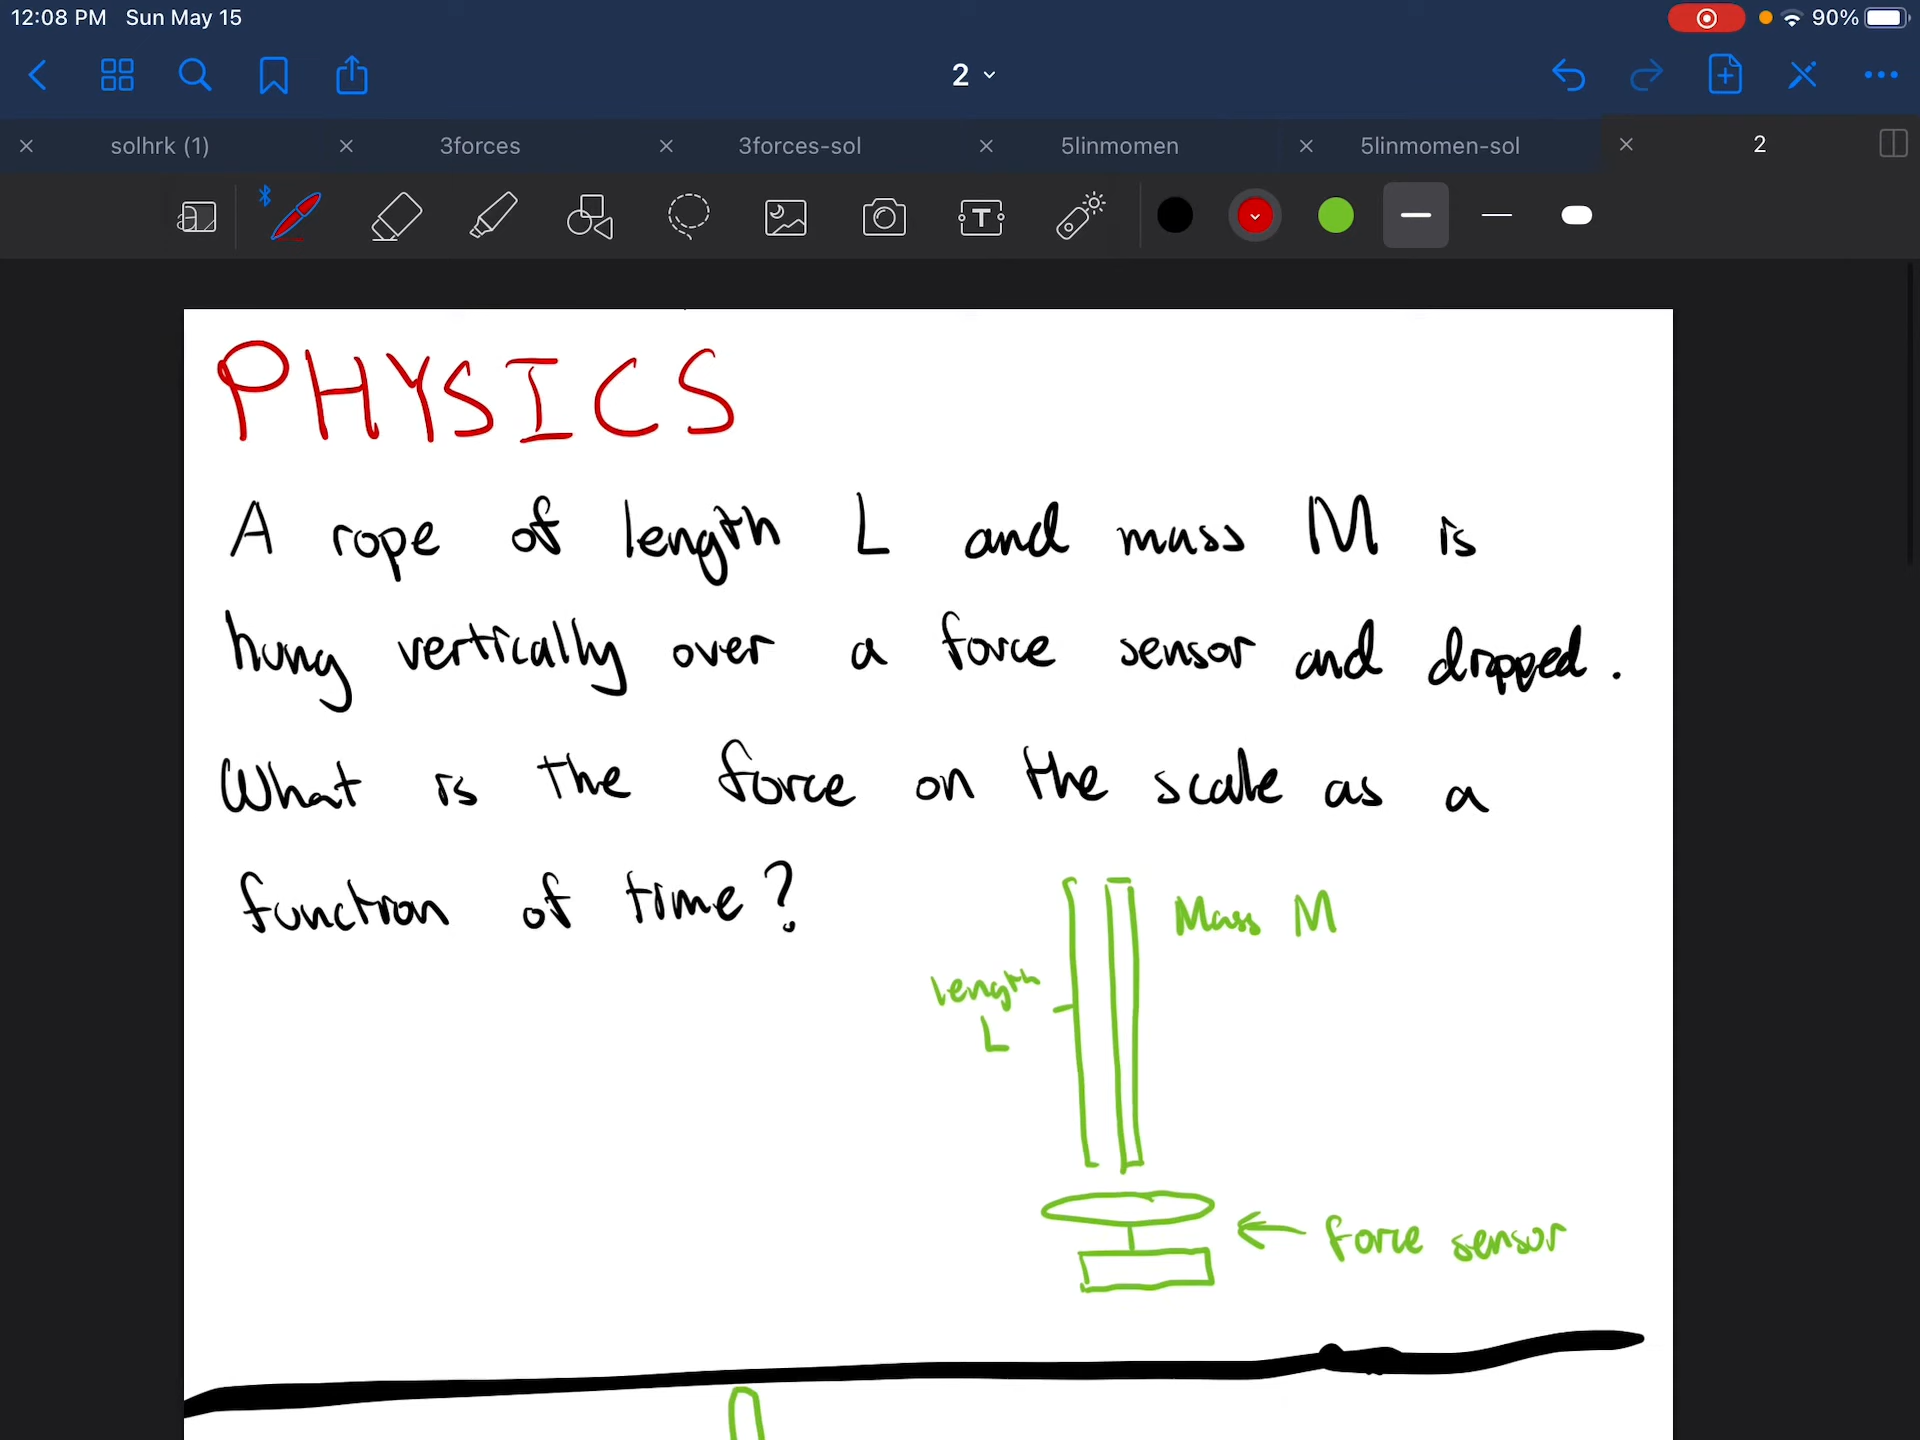 12:08 PM Sun May 15 90%
2
solhrk (1) 3forces 3forces-sol 5linmomen 5linmomen-sol 2
PHYSICS
A rope of length L and mass M is
hung vertically over a force sensor and dropped.
What is the force on the scale as a
function of time?
Mass M
length
L
force sensor